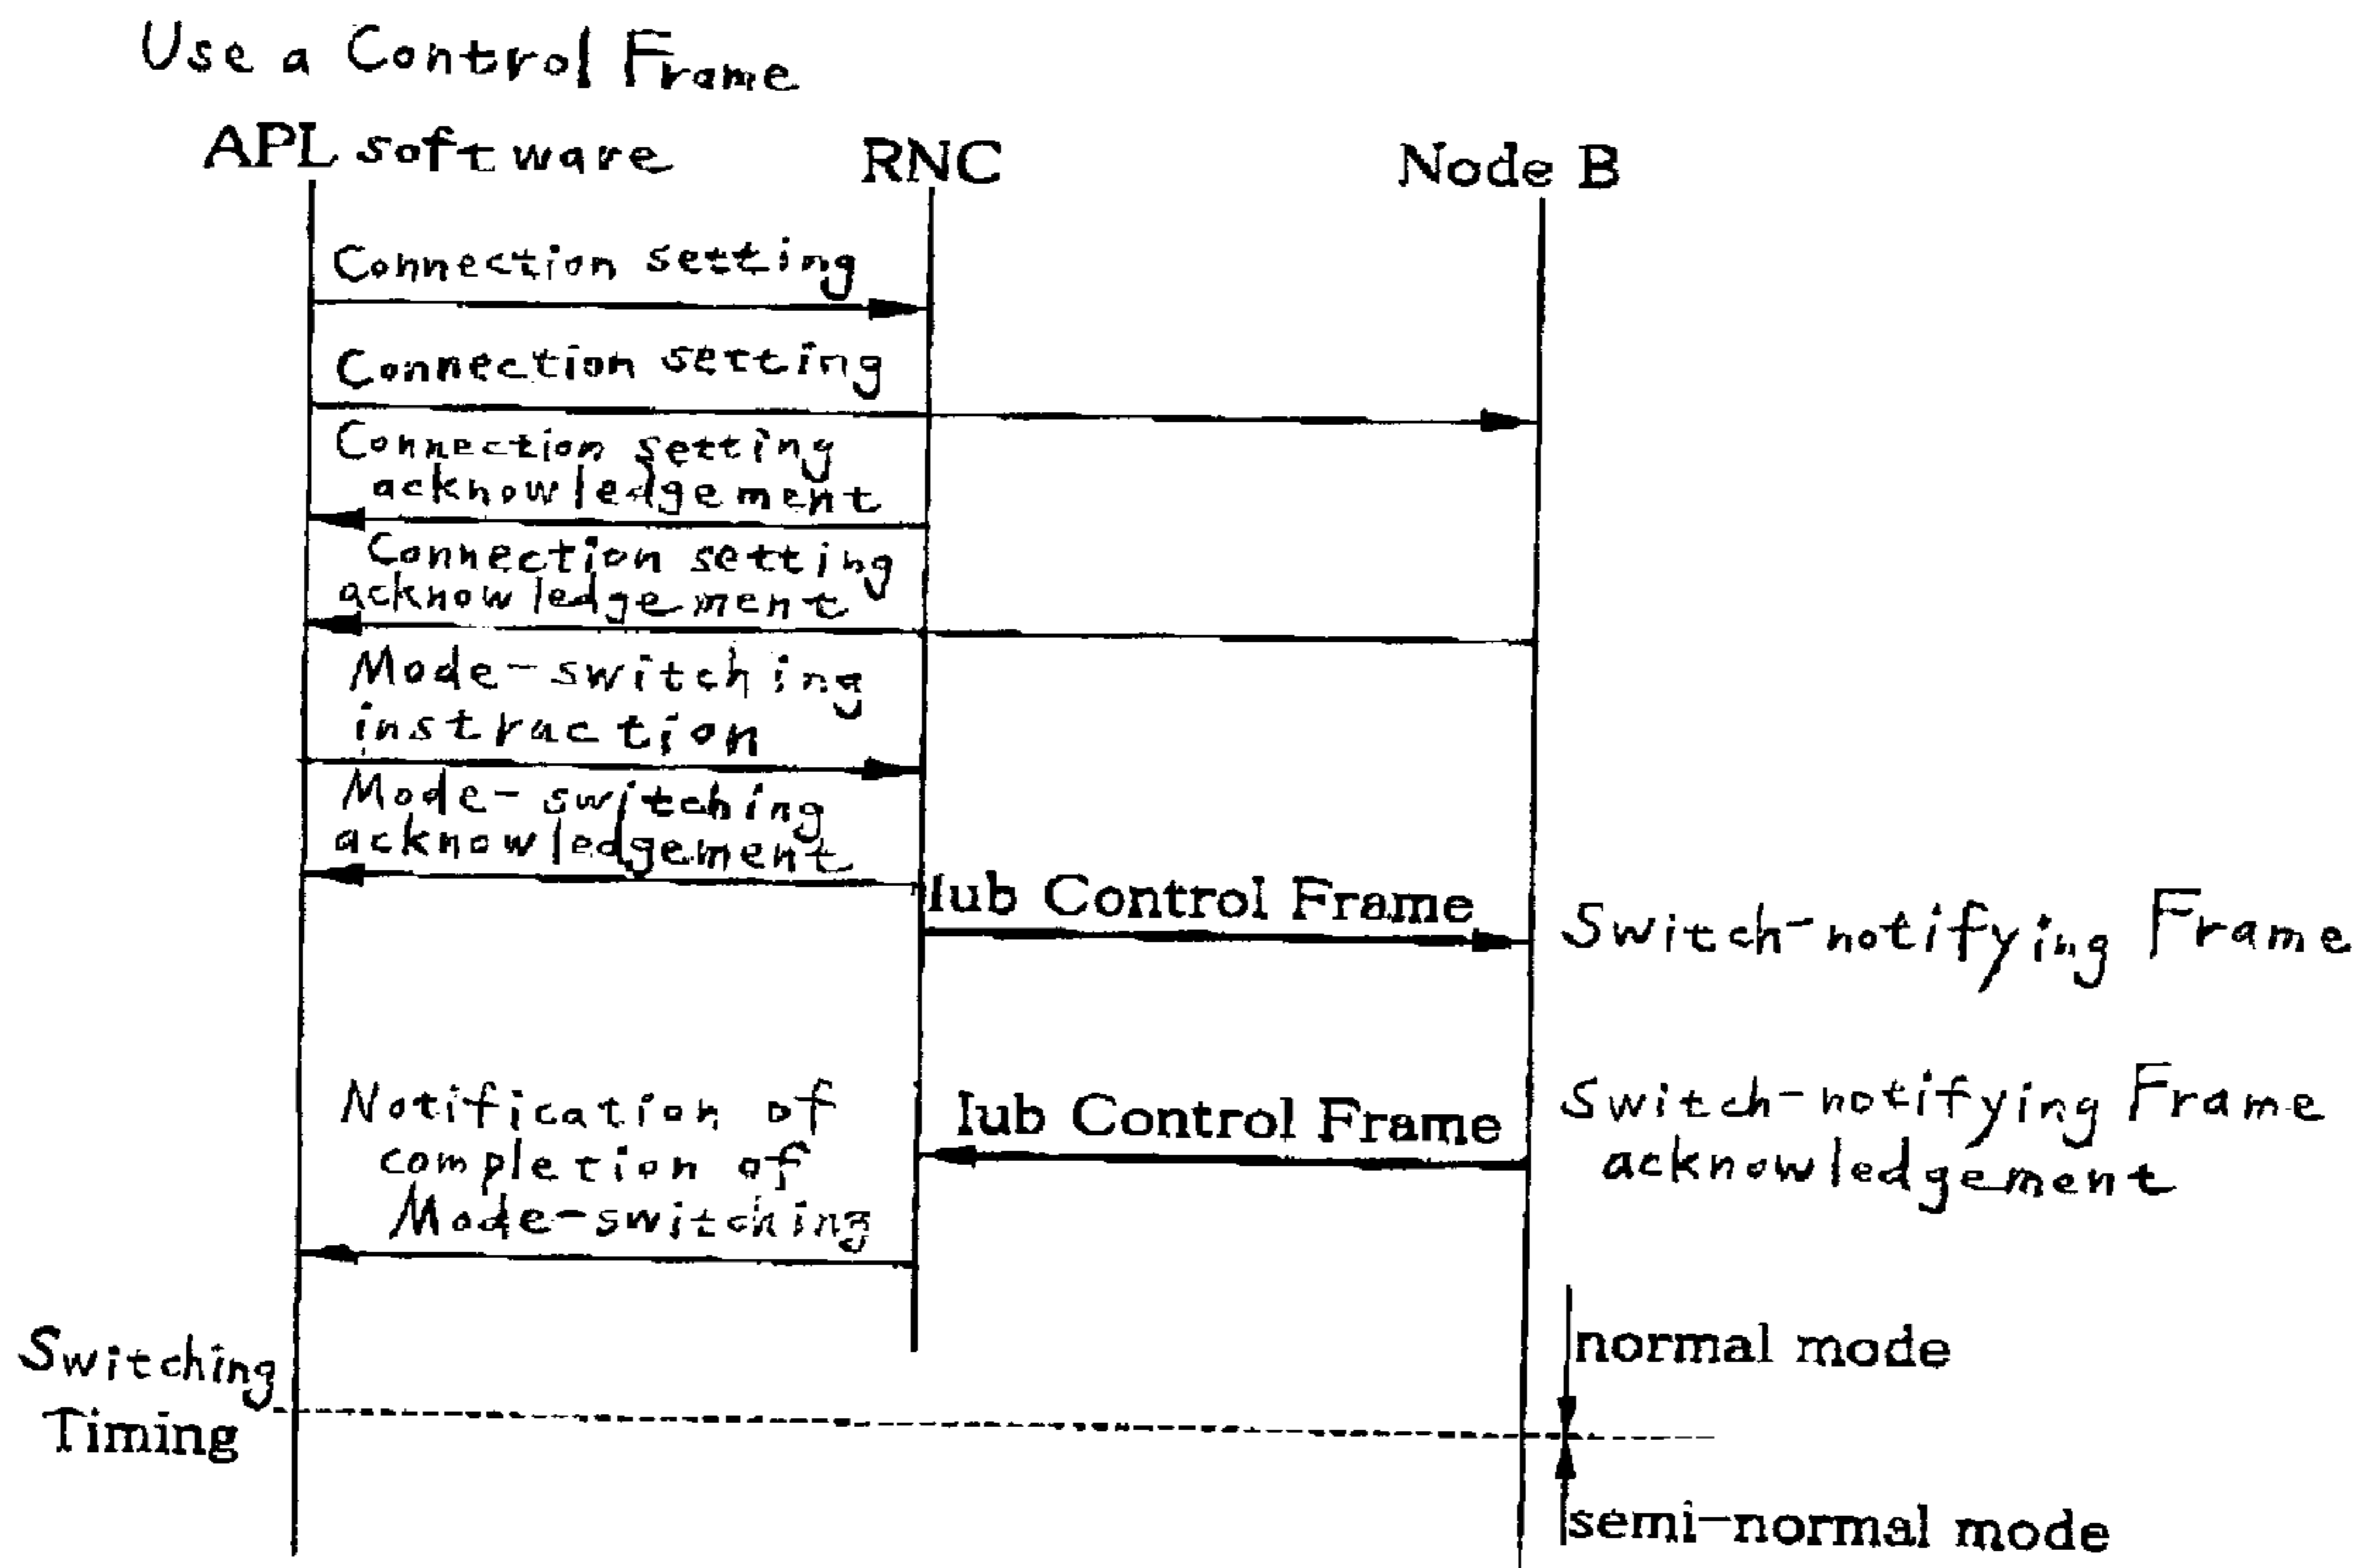 Use a Control Frame
APL software
RNC
Node B
Connection setting
Connection setting
Connection setting
acknowledgement
Connection setting
acknowledgement
Mode-switching
instraction
Mode-switching
acknowledgement
Iub Control Frame
Switch-notifying Frame
Notification of
completion of
Mode-switching
Iub Control Frame
Switch-notifying Frame
acknowledgement
Switching
Timing
normal mode
semi-normal mode